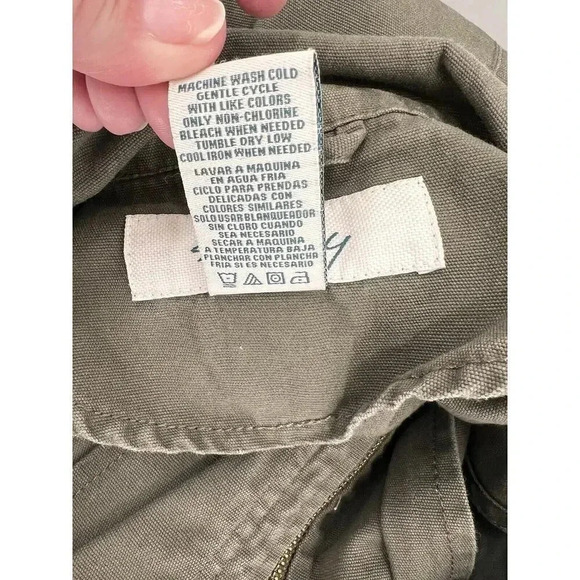 MACHINE WASH COLD
GENTLE CYCLE
WITH LIKE COLORS
ONLY NON-CHLORINE
BLEACH WHEN NEEDED
TUMBLE DRY LOW
COOL IRON WHEN NEEDED
LAVAR A MAQUINA
EN AGUA FRIA
CICLO PARA PRENDAS
DELICADAS CON
COLORES SIMILARES
SOLO USAR BLANQUEADOR
SIN CLORO CUANDO
SEA NECESARIO
SECAR A MAQUINA
A TEMPERATURA BAJA
PLANCHAR CON PLANCHA
FRIA SI ES NECESARIO